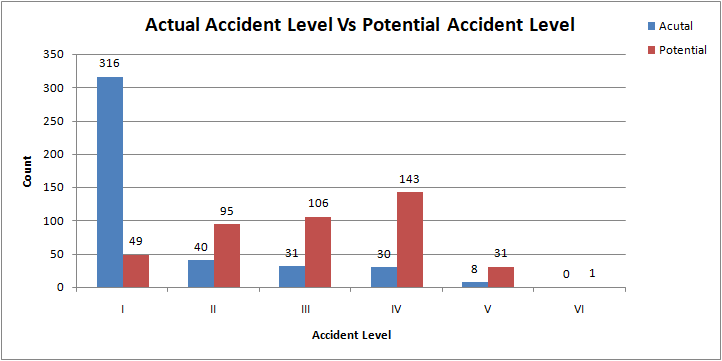 Actual Accident Level Vs Potential Accident Level
Acutal
Potential
350
300
250
200
150
100
50
0
Count
316
49
40
95
31
106
30
143
8
31
0
1
I
II
III
IV
V
VI
Accident Level